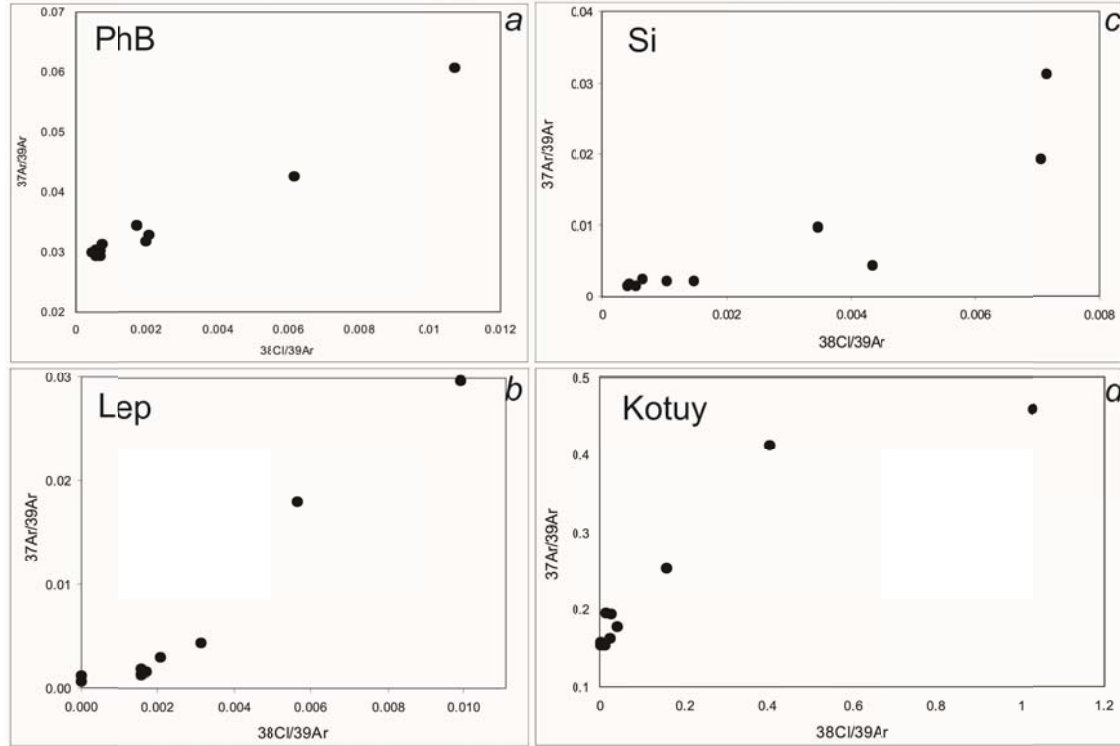 a
PhB
0.07
0.06
0.05
0.04
0.03
0.02
37Ar/39Ar
0 0.002 0.004 0.006 0.008 0.01 0.012
38Cl/39Ar
c
Si
0.04
0.03
0.02
0.01
0
37Ar/39Ar
0 0.002 0.004 0.006 0.008
38Cl/39Ar
b
Lep
0.03
0.02
0.01
0.00
37Ar/39Ar
0.000 0.002 0.004 0.006 0.008 0.010
38Cl/39Ar
d
Kotuy
0.5
0.4
0.3
0.2
0.1
37Ar/39Ar
0 0.2 0.4 0.6 0.8 1 1.2
38Cl/39Ar